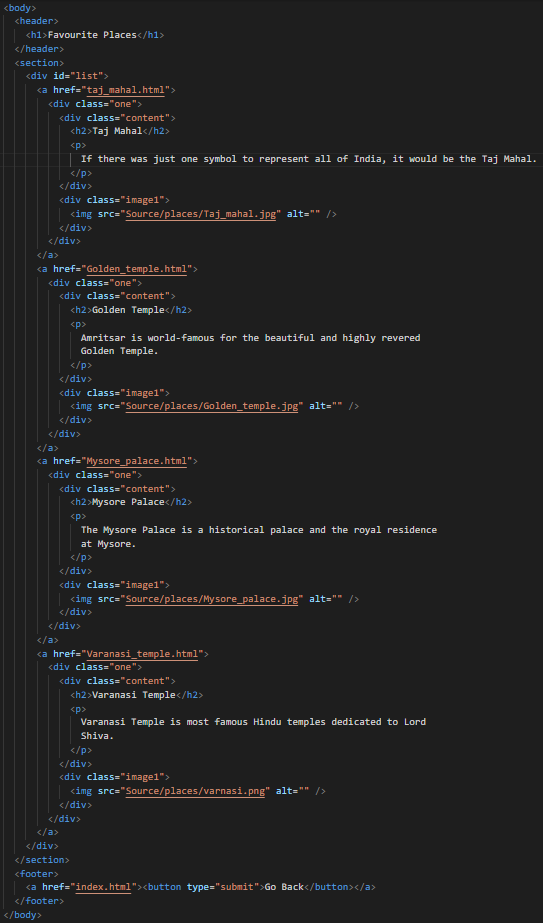 <body>
<header>
<h1>Favourite Places</h1>
</header>
<section>
<div id="list">
<a href="taj_mahal.html">
<div class="one">
<div class="content">
<h2>Taj Mahal</h2>
<p>
If there was just one symbol to represent all of India, it would be the Taj Mahal.
</p>
</div>
<div class="image1">
<img src="Source/places/Taj_mahal.jpg" alt="" />
</div>
</div>
</a>
<a href="Golden_temple.html">
<div class="one">
<div class="content">
<h2>Golden Temple</h2>
<p>
Amritsar is world-famous for the beautiful and highly revered
Golden Temple.
</p>
</div>
<div class="image1">
<img src="Source/places/Golden_temple.jpg" alt="" />
</div>
</div>
</a>
<a href="Mysore_palace.html">
<div class="one">
<div class="content">
<h2>Mysore Palace</h2>
<p>
The Mysore Palace is a historical palace and the royal residence
at Mysore.
</p>
</div>
<div class="image1">
<img src="Source/places/Mysore_palace.jpg" alt="" />
</div>
</div>
</a>
<a href="Varanasi_temple.html">
<div class="one">
<div class="content">
<h2>Varanasi Temple</h2>
<p>
Varanasi Temple is most famous Hindu temples dedicated to Lord
Shiva.
</p>
</div>
<div class="image1">
<img src="Source/places/varnasi.png" alt="" />
</div>
</div>
</a>
</div>
</section>
<footer>
<a href="index.html"><button type="submit">Go Back</button></a>
</footer>
</body>